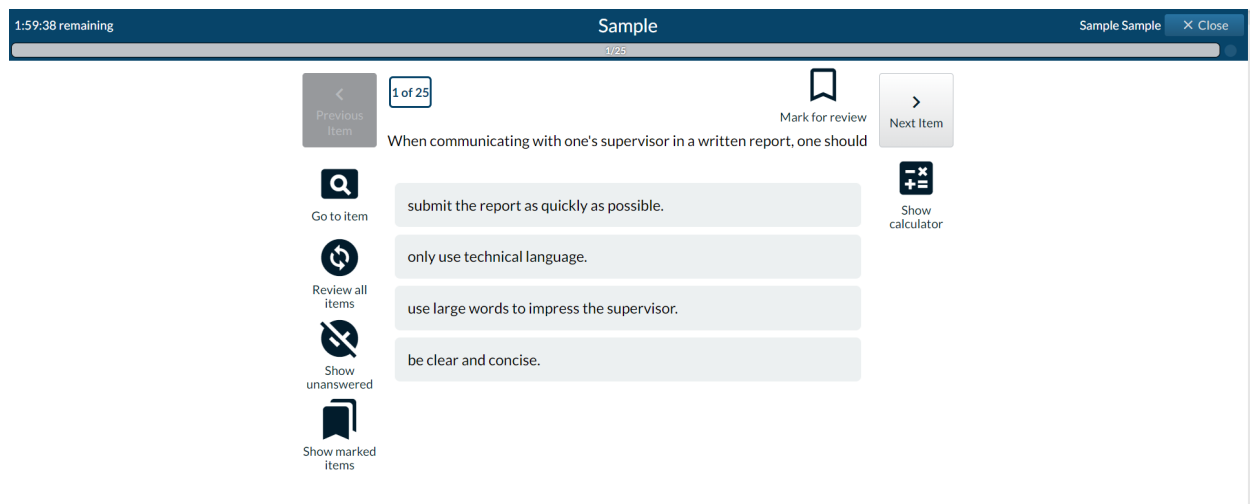 1:59:38 remaining
Sample
Sample Sample
Close
1/25
Previous
Item
1 of 25
Mark for review
Next Item
When communicating with one's supervisor in a written report, one should
Go to item
Review all
items
Show
unanswered
Show marked
items
submit the report as quickly as possible.
only use technical language.
use large words to impress the supervisor.
be clear and concise.
Show
calculator